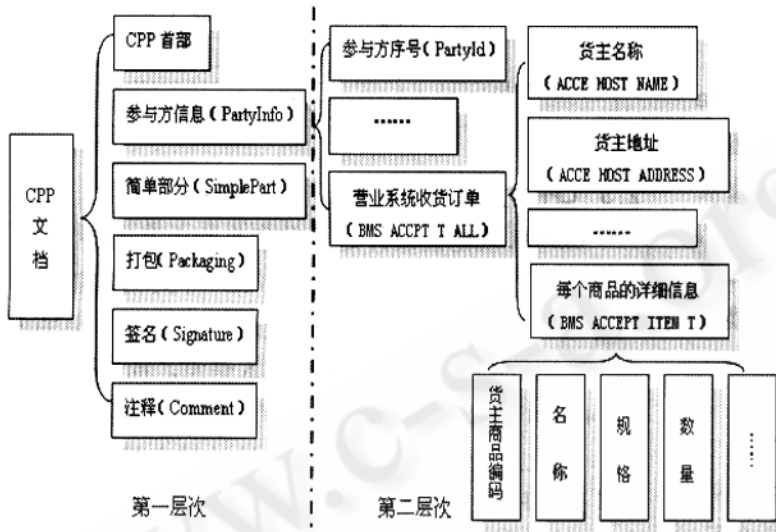 CPP 文档
CPP 首部
参与方信息(PartyInfo)
简单部分(SimplePart)
打包(Packaging)
签名(Signature)
注释(Comment)
第一层次
参与方序号(PartyId)
……
营业系统收货订单
(BMS ACCPT T ALL)
第二层次
货主名称
(ACCE HOST NAME)
货主地址
(ACCE HOST ADDRESS)
……
每个商品的详细信息
(BMS ACCEPT ITEM T)
货主商品编码
名称
规格
数量
……
www.c-s-a.org